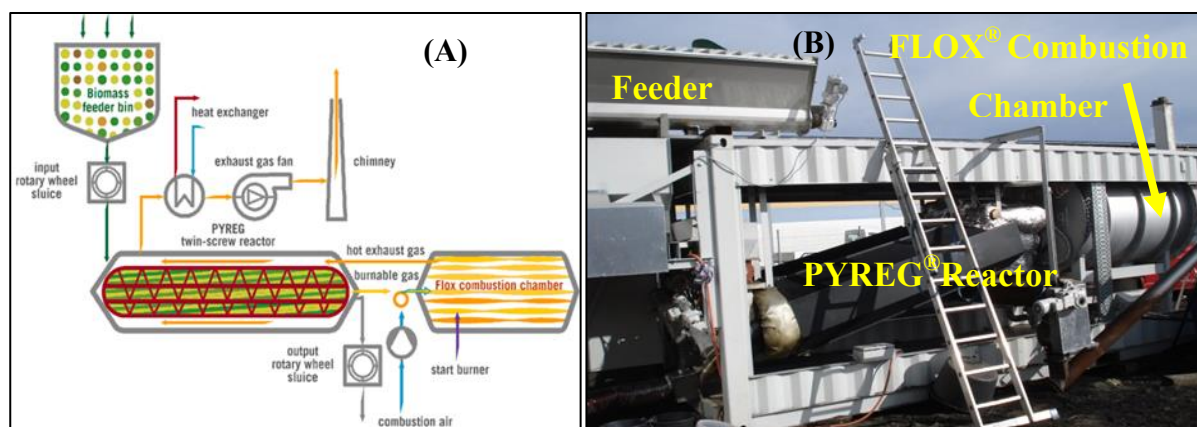 (A)
Biomass
feeder bin
heat exchanger
input
rotary wheel
sluice
exhaust gas fan
chimney
PYREG
twin-screw reactor
hot exhaust gas
burnable gas
Flox combustion chamber
output
rotary wheel
sluice
start burner
combustion air
(B)
FLOX® Combustion
Chamber
Feeder
PYREG® Reactor